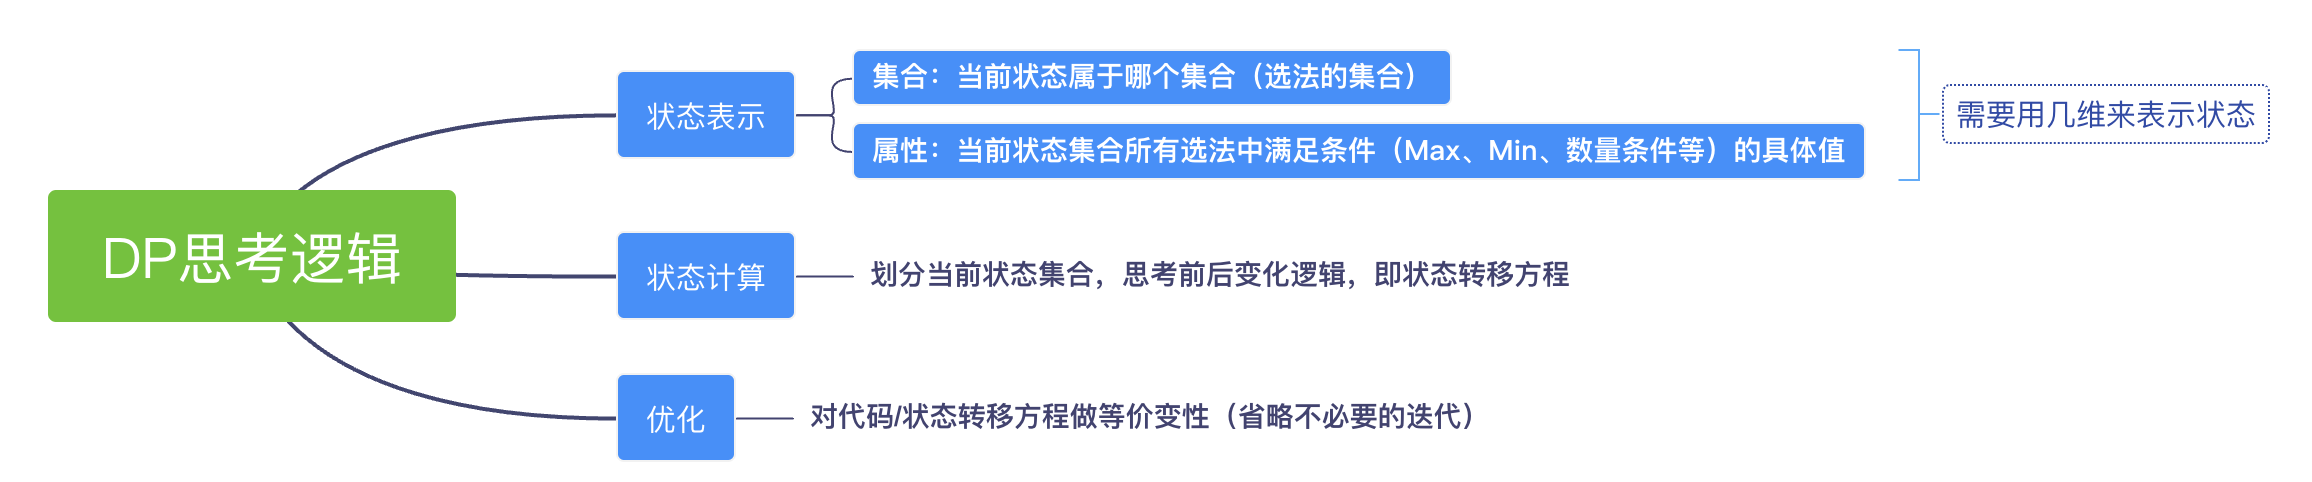 DP思考逻辑
状态表示
集合：当前状态属于哪个集合（选法的集合）
属性：当前状态集合所有选法中满足条件（Max、Min、数量条件等）的具体值
需要用几维来表示状态
状态计算
划分当前状态集合，思考前后变化逻辑，即状态转移方程
优化
对代码/状态转移方程做等价变性（省略不必要的迭代）